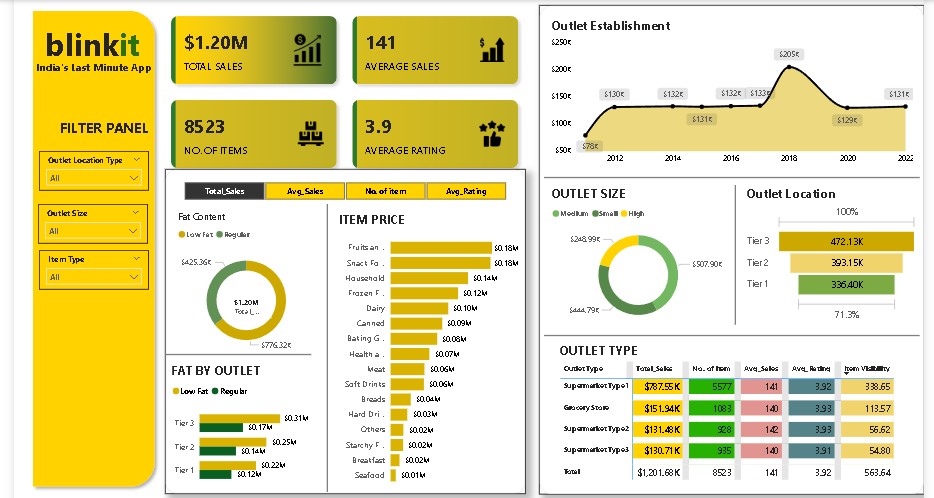 blinkit
India's Last Minute App
FILTER PANEL
Outlet Location Type
All
Outlet Size
All
Item Type
All
$1.20M
TOTAL SALES
141
AVERAGE SALES
8523
NO.OF ITEMS
3.9
AVERAGE RATING
Total_Sales Avg_Sales No. of item Avg_Rating
Fat Content
Low Fat Regular
$425.36K
$1.20M
Total_...
$776.32K
FAT BY OUTLET
Low Fat Regular
Tier 3 $0.31M
$0.17M
Tier 2 $0.25M
$0.14M
Tier 1 $0.22M
$0.12M
ITEM PRICE
Fruits an... $0.18M
Snack Fo... $0.18M
Household $0.14M
Frozen F... $0.12M
Dairy $0.10M
Canned $0.09M
Baking G... $0.08M
Health a... $0.07M
Meat $0.06M
Soft Drinks $0.06M
Breads $0.04M
Hard Dri... $0.03M
Others $0.02M
Starchy F... $0.02M
Breakfast $0.02M
Seafood $0.01M
Outlet Establishment
$250K
$200K
$150K
$100K
$50K
$78K
$130K
$132K
$131K
$132K
$133K
$205K
$129K
$131K
2012 2014 2016 2018 2020 2022
OUTLET SIZE
Medium Small High
$248.99K
$507.90K
$444.79K
Outlet Location
100%
Tier 3 472.13K
Tier 2 393.15K
Tier 1 336.40K
71.3%
OUTLET TYPE
Outlet Type Total_Sales No. of item Avg_Sales Avg_Rating Item Visibility
Supermarket Type1 $787.55K 5577 141 3.92 338.65
Grocery Store $151.94K 1083 140 3.93 113.57
Supermarket Type2 $131.48K 928 142 3.93 56.62
Supermarket Type3 $130.71K 935 140 3.91 54.80
Total $1,201.68K 8523 141 3.92 563.64